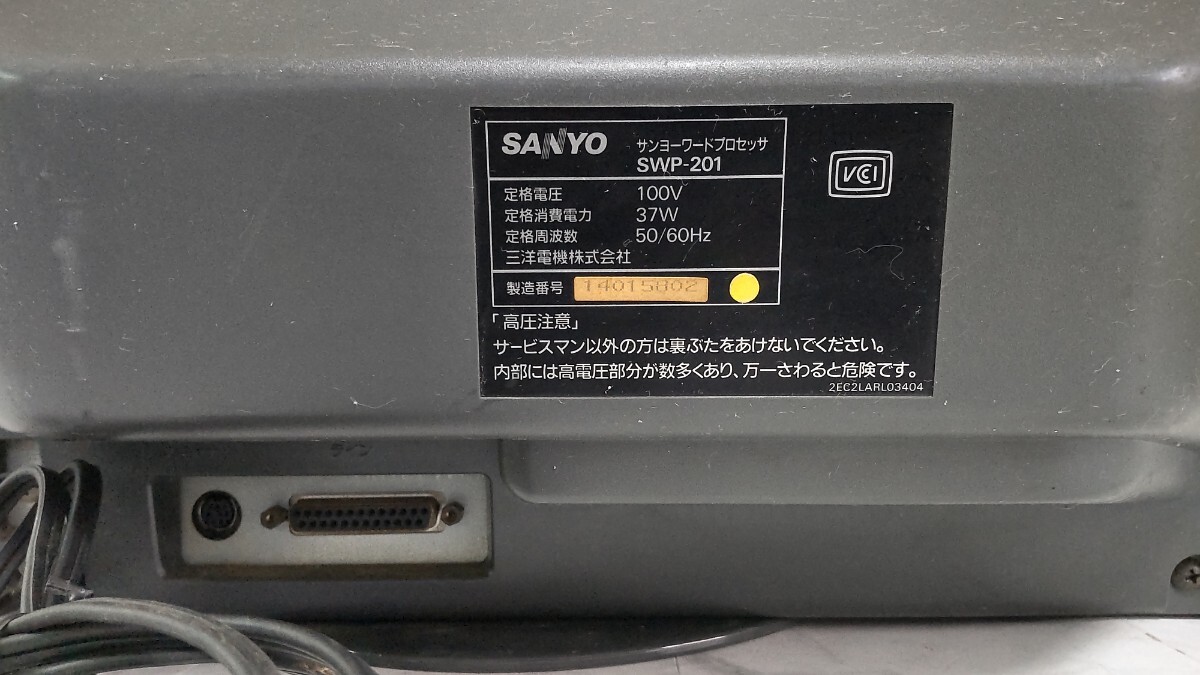 SANYO サンヨーワードプロセッサ
SWP-201
VCCI
定格電圧 100V
定格消費電力 37W
定格周波数 50/60Hz
三洋電機株式会社
製造番号 14015802
「高圧注意」
サービスマン以外の方は裏ぶたをあけないでください。
内部には高電圧部分が数多くあり、万一さわると危険です。
2EC2LARL03404